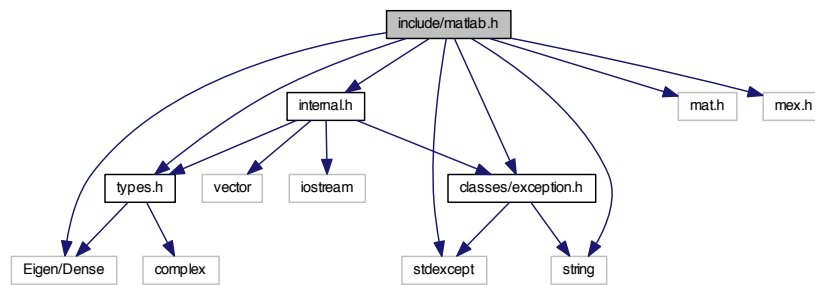 include/matlab.h
internal.h
mat.h
mex.h
types.h
vector
iostream
classes/exception.h
Eigen/Dense
complex
stdexcept
string